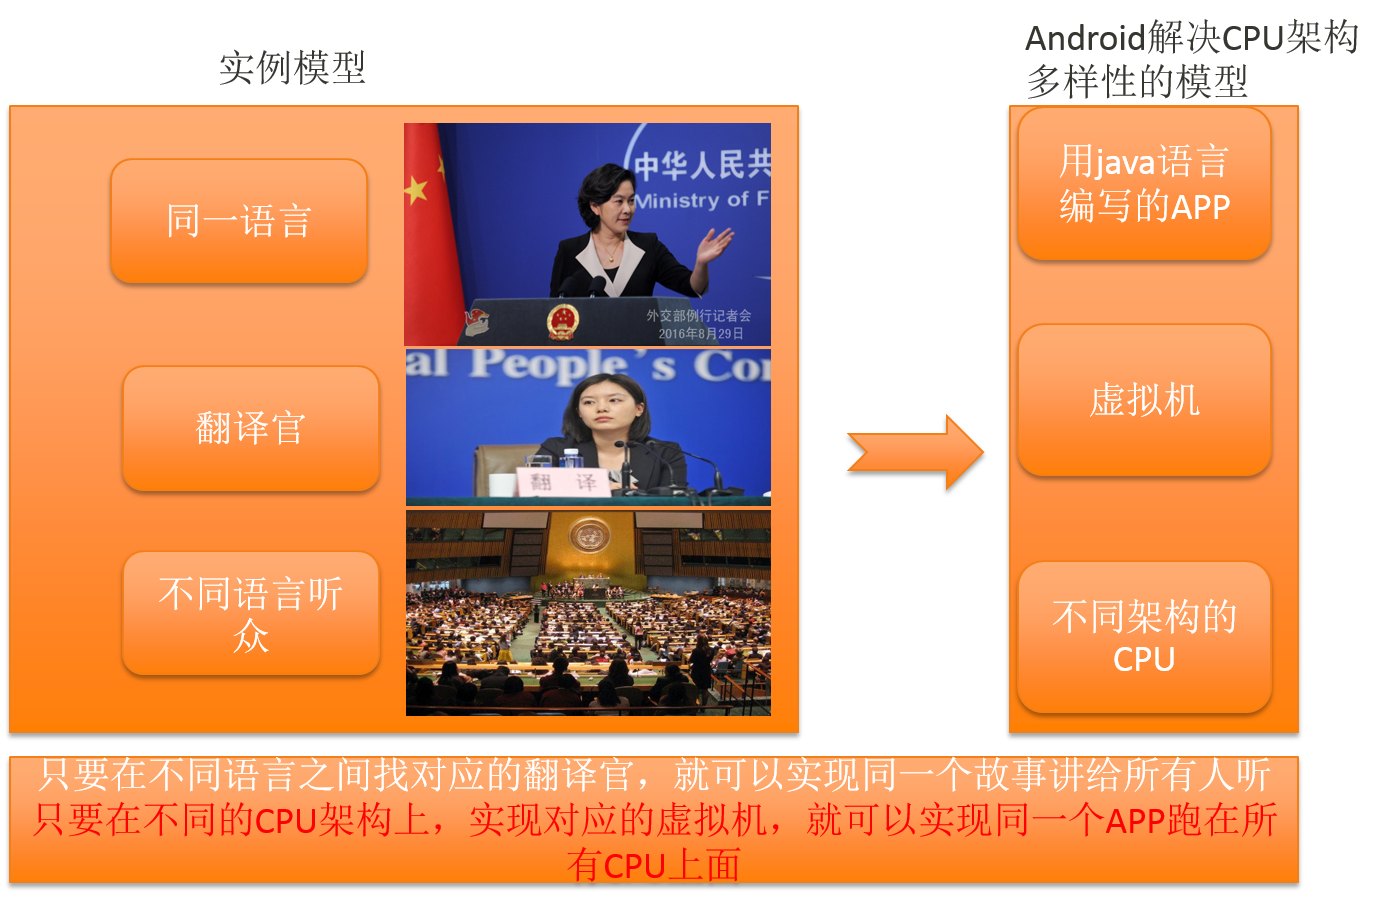 实例模型
Android解决CPU架构
多样性的模型
同一语言
中华人民共
Ministry of F
外交部例行记者会
2016年8月29日
翻译官
al People's Co
翻 译
不同语言听
众
用java语言
编写的APP
虚拟机
不同架构的
CPU
只要在不同语言之间找对应的翻译官，就可以实现同一个故事讲给所有人听
只要在不同的CPU架构上，实现对应的虚拟机，就可以实现同一个APP跑在所
有CPU上面